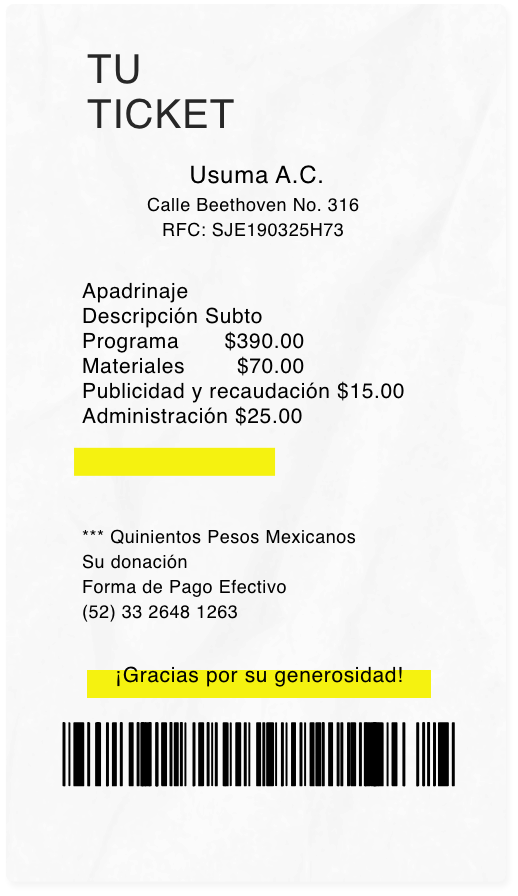 TU
TICKET
Usuma A.C.
Calle Beethoven No. 316
RFC: SJE190325H73
Apadrinaje
Descripción Subto
Programa $390.00
Materiales $70.00
Publicidad y recaudación $15.00
Administración $25.00
*** Quinientos Pesos Mexicanos
Su donación
Forma de Pago Efectivo
(52) 33 2648 1263
¡Gracias por su generosidad!